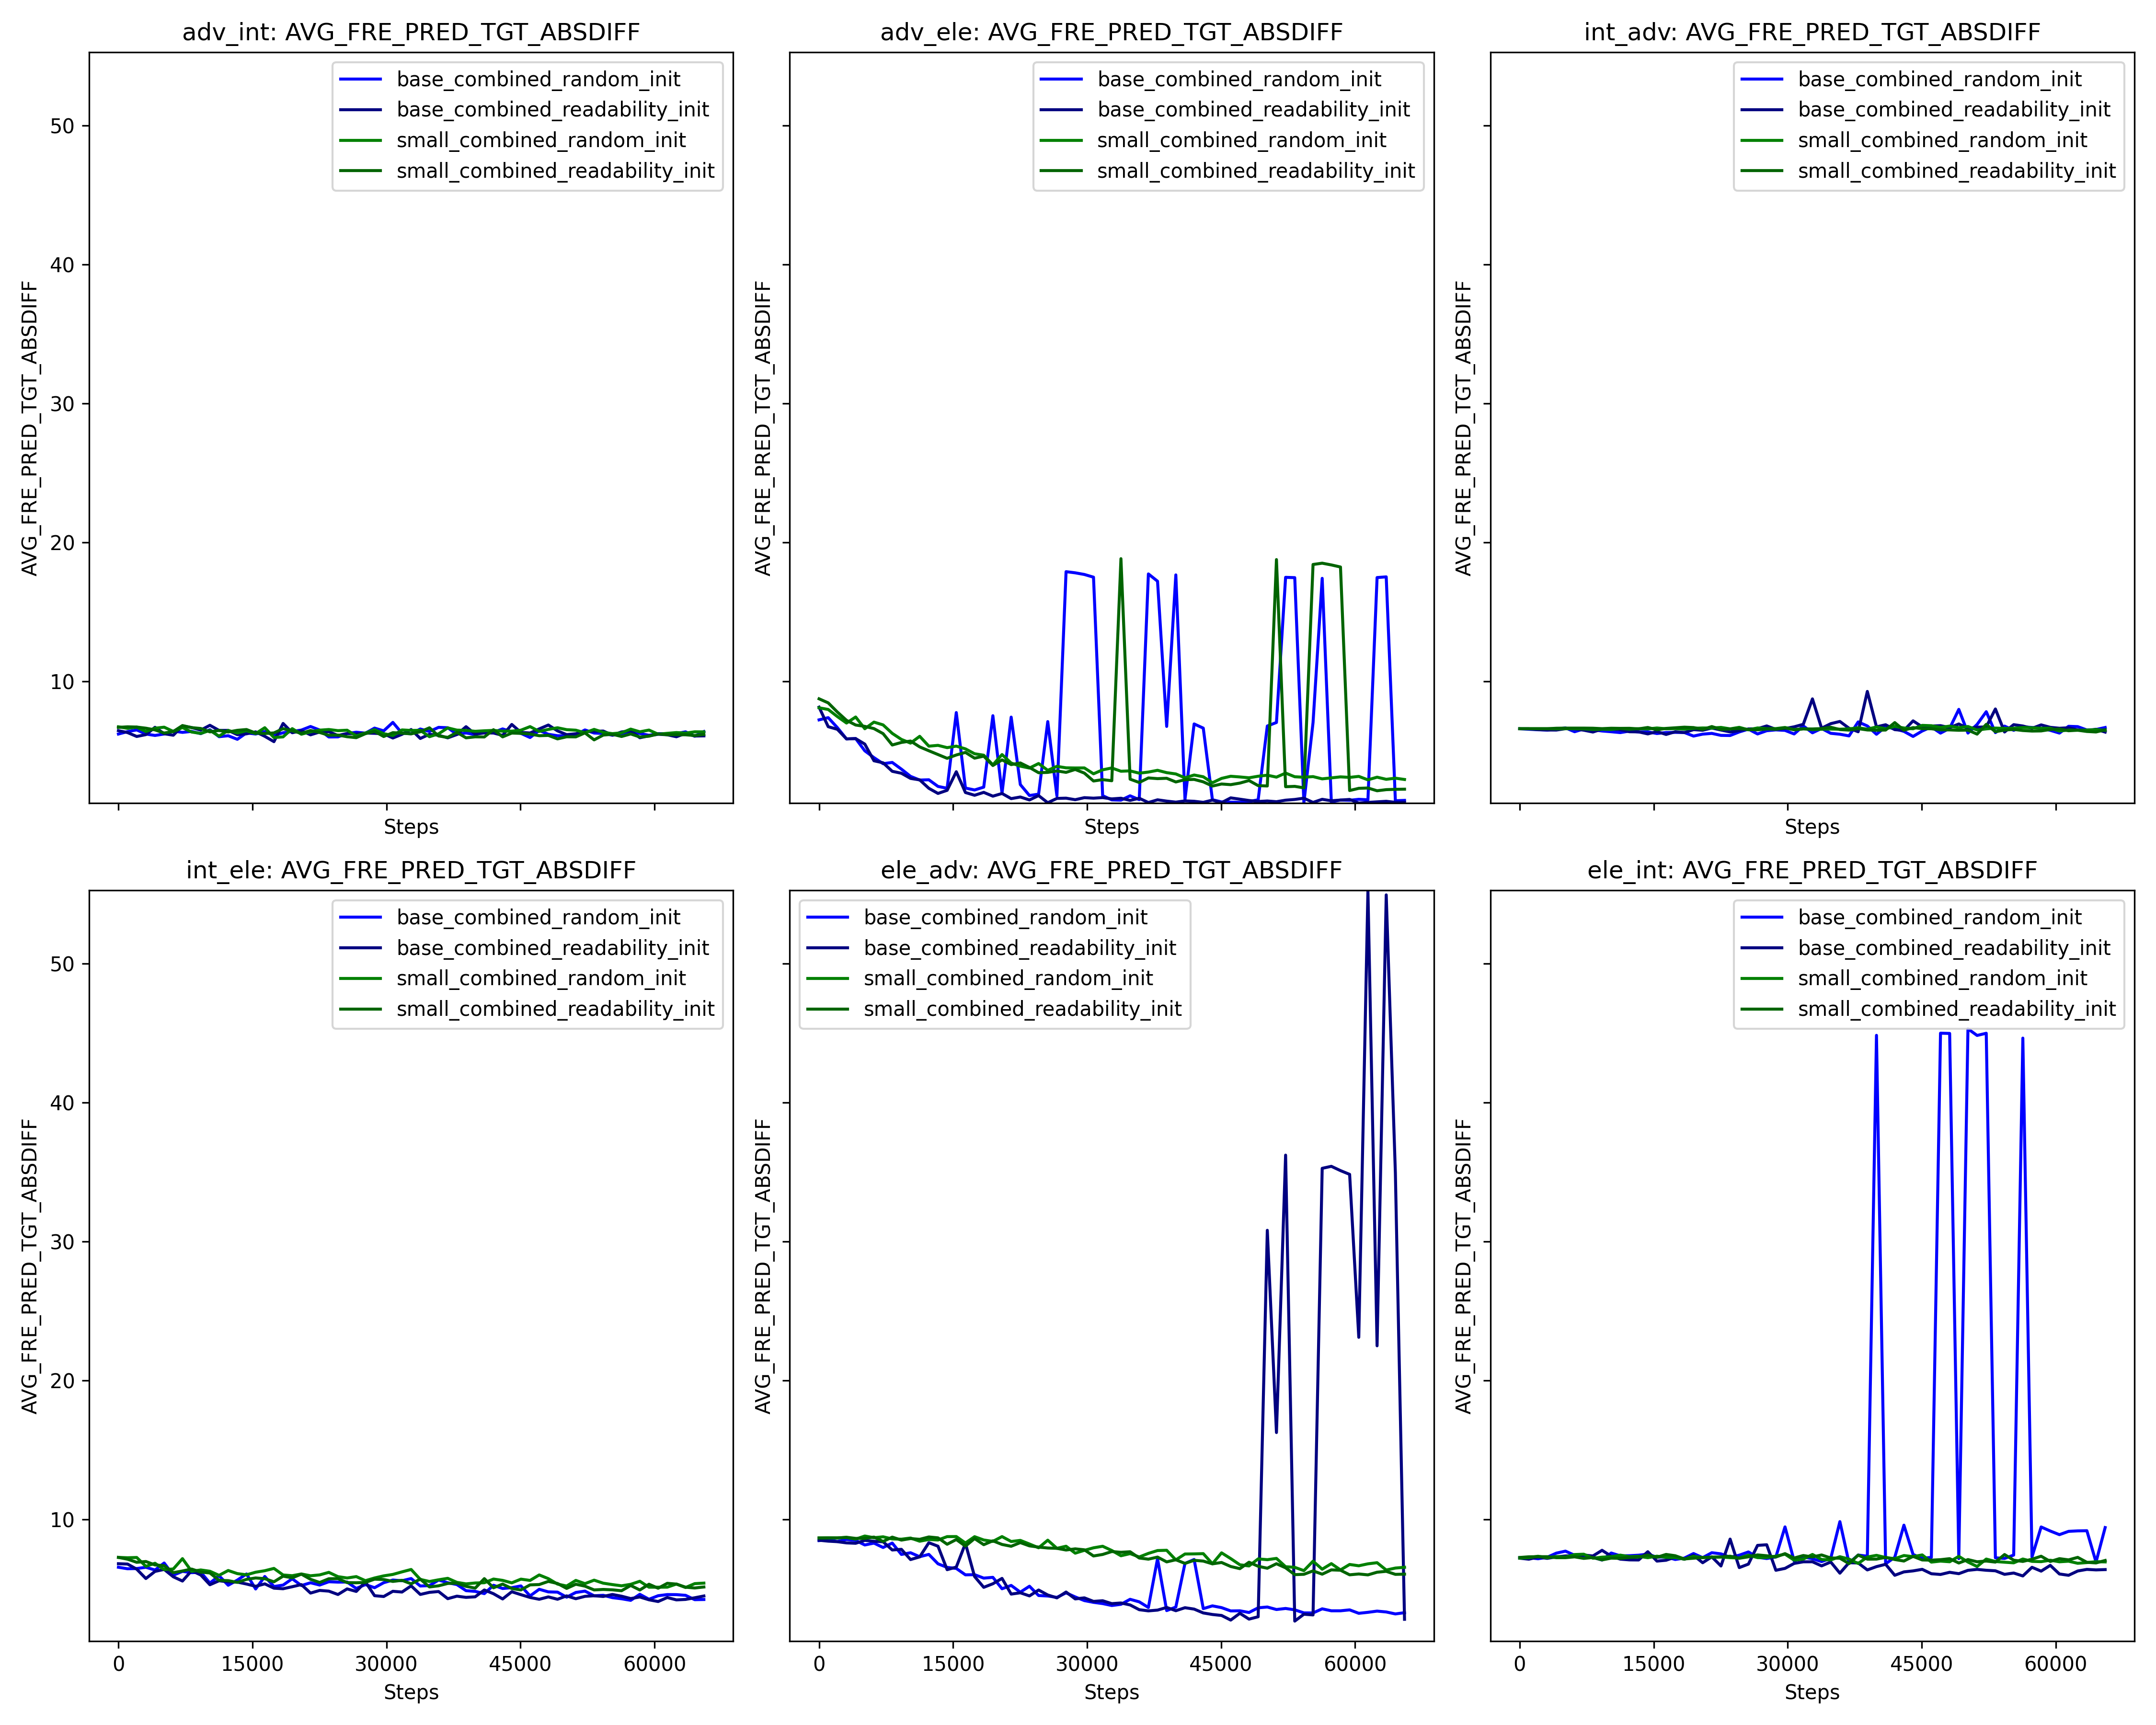 adv_int: AVG_FRE_PRED_TGT_ABSDIFF
AVG_FRE_PRED_TGT_ABSDIFF
50
40
30
20
10
base_combined_random_init
base_combined_readability_init
small_combined_random_init
small_combined_readability_init
Steps
adv_ele: AVG_FRE_PRED_TGT_ABSDIFF
AVG_FRE_PRED_TGT_ABSDIFF
base_combined_random_init
base_combined_readability_init
small_combined_random_init
small_combined_readability_init
Steps
int_adv: AVG_FRE_PRED_TGT_ABSDIFF
AVG_FRE_PRED_TGT_ABSDIFF
base_combined_random_init
base_combined_readability_init
small_combined_random_init
small_combined_readability_init
Steps
int_ele: AVG_FRE_PRED_TGT_ABSDIFF
AVG_FRE_PRED_TGT_ABSDIFF
50
40
30
20
10
base_combined_random_init
base_combined_readability_init
small_combined_random_init
small_combined_readability_init
0 15000 30000 45000 60000
Steps
ele_adv: AVG_FRE_PRED_TGT_ABSDIFF
AVG_FRE_PRED_TGT_ABSDIFF
base_combined_random_init
base_combined_readability_init
small_combined_random_init
small_combined_readability_init
0 15000 30000 45000 60000
Steps
ele_int: AVG_FRE_PRED_TGT_ABSDIFF
AVG_FRE_PRED_TGT_ABSDIFF
base_combined_random_init
base_combined_readability_init
small_combined_random_init
small_combined_readability_init
0 15000 30000 45000 60000
Steps